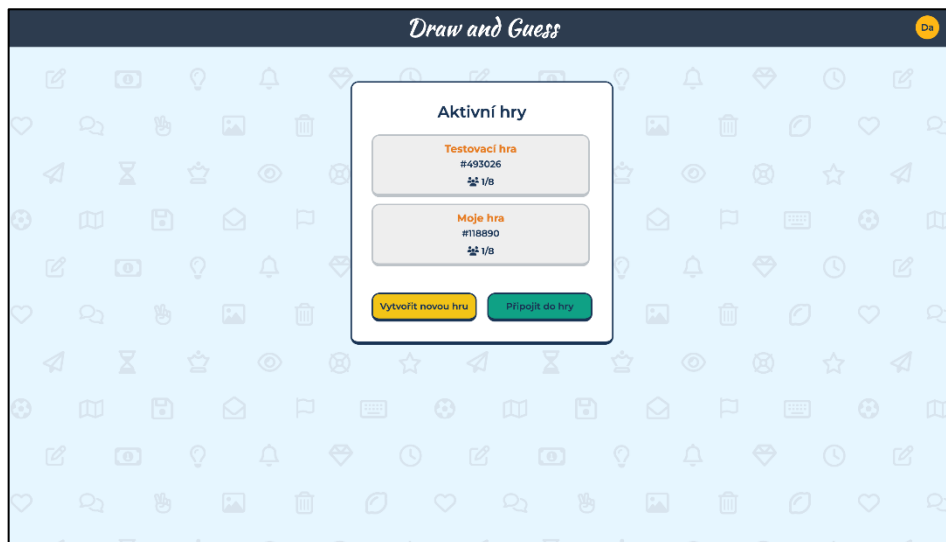 Draw and Guess
Da
Aktivní hry
Testovací hra
#493026
1/8
Moje hra
#118890
1/8
Vytvořit novou hru
Připojit do hry